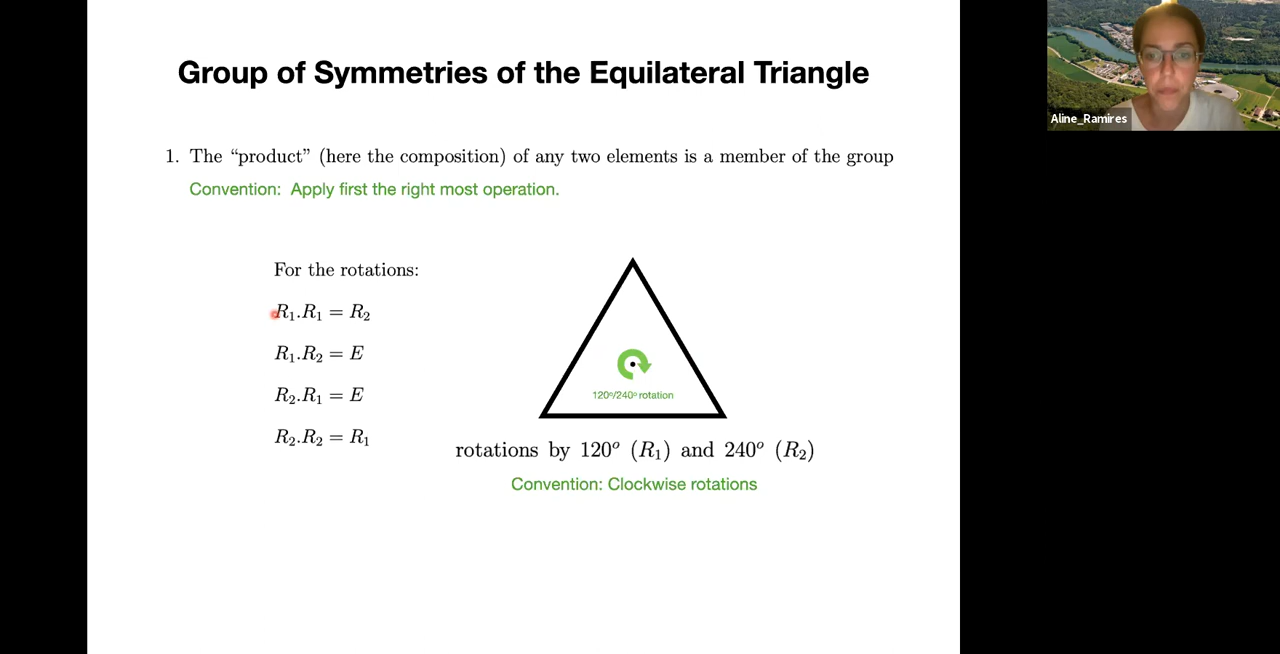 Group of Symmetries of the Equilateral Triangle
Aline_Ramires
1. The “product” (here the composition) of any two elements is a member of the group
Convention: Apply first the right most operation.
For the rotations:
R₁.R₁ = R₂
R₁.R₂ = E
R₂.R₁ = E
R₂.R₂ = R₁
120º/240º rotation
rotations by 120º (R₁) and 240º (R₂)
Convention: Clockwise rotations